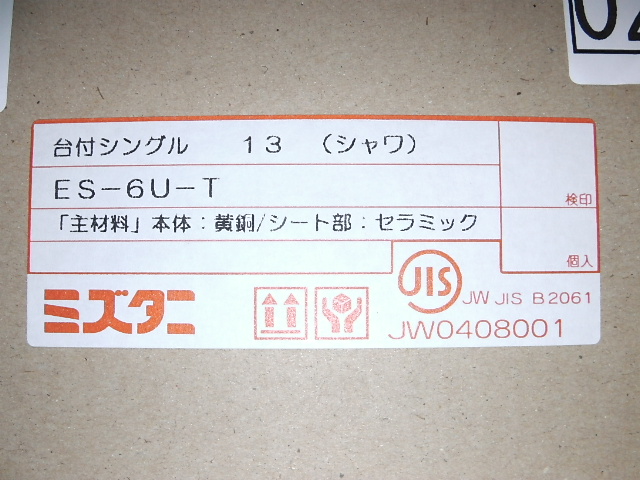 台付シングル　１３　（シャワ）
ＥＳ－６Ｕ－Ｔ
検印
「主材料」本体：黄銅/シート部：セラミック
個入
ミズタニ
JIS
JW JIS B2061
JW0408001